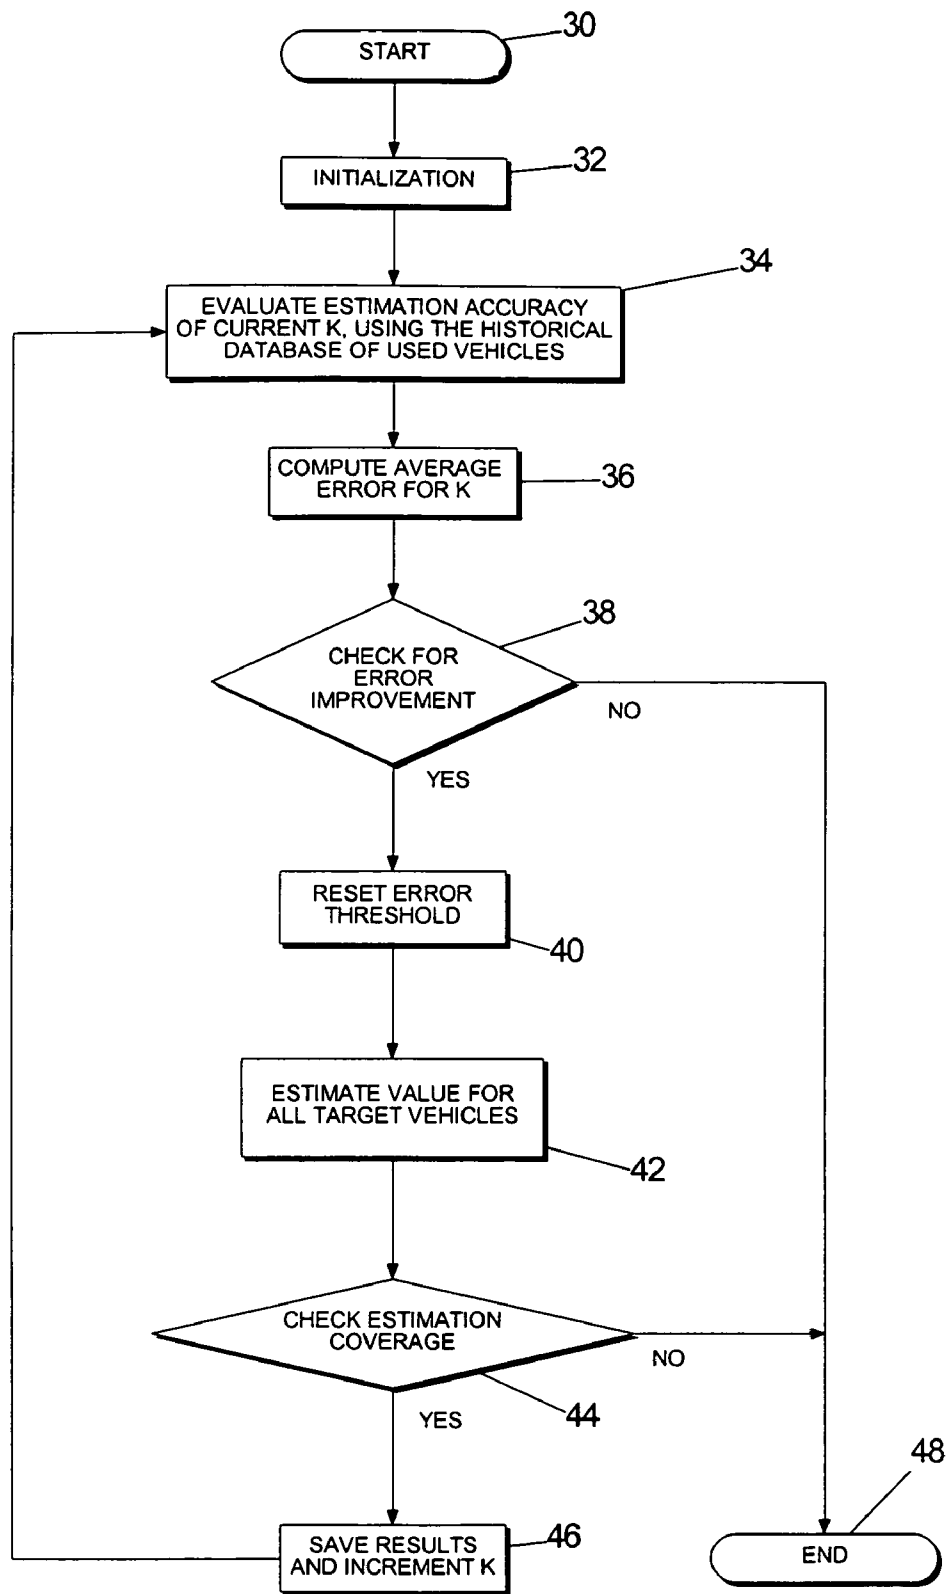 START
30
INITIALIZATION
32
EVALUATE ESTIMATION ACCURACY
OF CURRENT K, USING THE HISTORICAL
DATABASE OF USED VEHICLES
34
COMPUTE AVERAGE
ERROR FOR K
36
CHECK FOR
ERROR
IMPROVEMENT
38
NO
YES
RESET ERROR
THRESHOLD
40
ESTIMATE VALUE FOR
ALL TARGET VEHICLES
42
CHECK ESTIMATION
COVERAGE
NO
44
YES
SAVE RESULTS
AND INCREMENT K
46
END
48